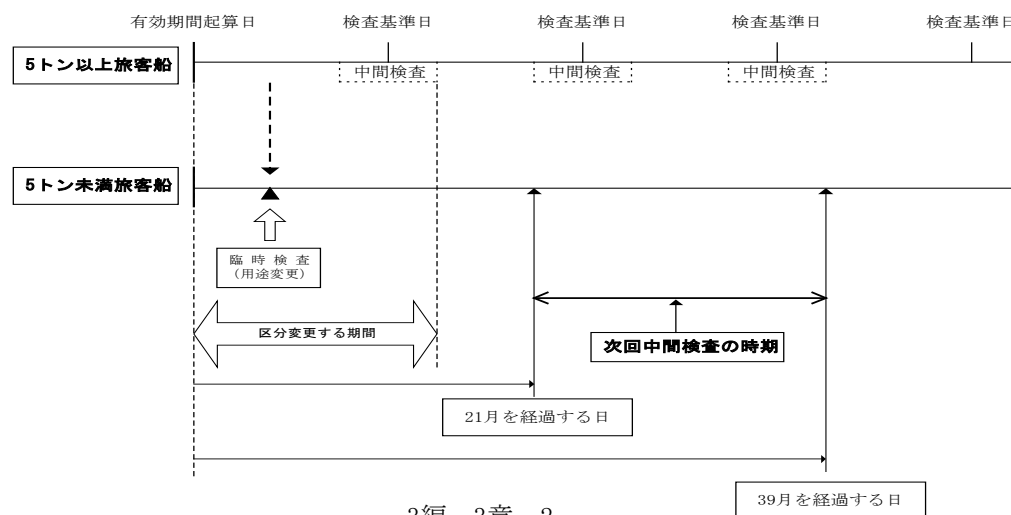 有効期間起算日 検査基準日 検査基準日 検査基準日 検査基準日
5トン以上旅客船
中間検査 中間検査 中間検査
5トン未満旅客船
臨時検査
(用途変更)
区分変更する期間
次回中間検査の時期
21月を経過する日
39月を経過する日